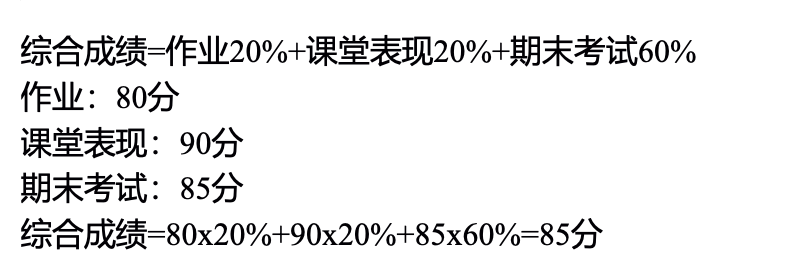 综合成绩=作业20%+课堂表现20%+期末考试60%
作业：80分
课堂表现：90分
期末考试：85分
综合成绩=80x20%+90x20%+85x60%=85分